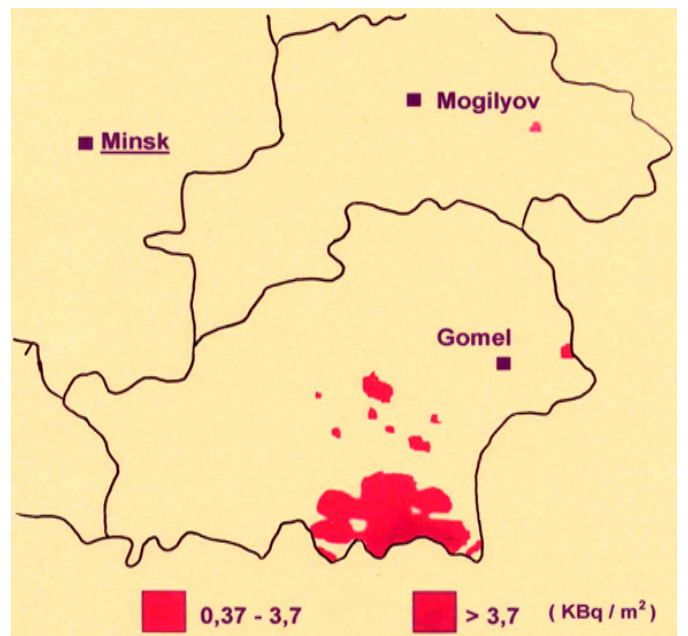 Mogilyov
Minsk
Gomel
0,37 - 3,7
> 3,7 ( KBq / m² )